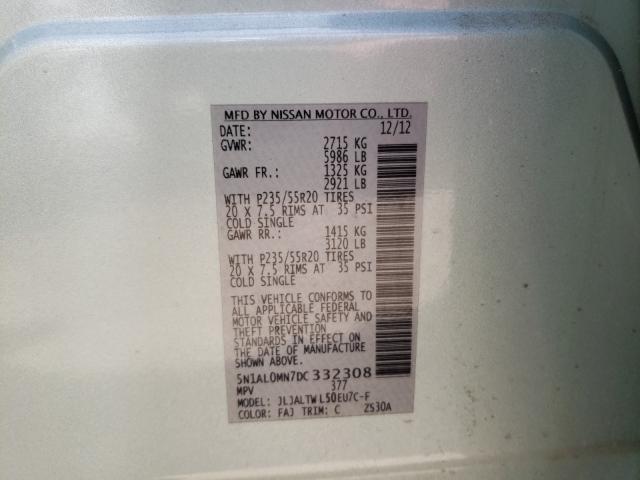 MFD BY NISSAN MOTOR CO., LTD.
DATE: 12/12
GVWR: 2715 KG
5986 LB
GAWR FR.: 1325 KG
2921 LB
WITH P235/55R20 TIRES
20 X 7.5 RIMS AT 35 PSI
COLD SINGLE
GAWR RR.: 1415 KG
3120 LB
WITH P235/55R20 TIRES
20 X 7.5 RIMS AT 35 PSI
COLD SINGLE
THIS VEHICLE CONFORMS TO
ALL APPLICABLE FEDERAL
MOTOR VEHICLE SAFETY AND
THEFT PREVENTION
STANDARDS IN EFFECT ON
THE DATE OF MANUFACTURE
SHOWN ABOVE.
5N1AL0MN7DC332308
MPV 377
MODEL: JLJALTWL50EU7C-F
COLOR: FAJ TRIM: C ZS30A